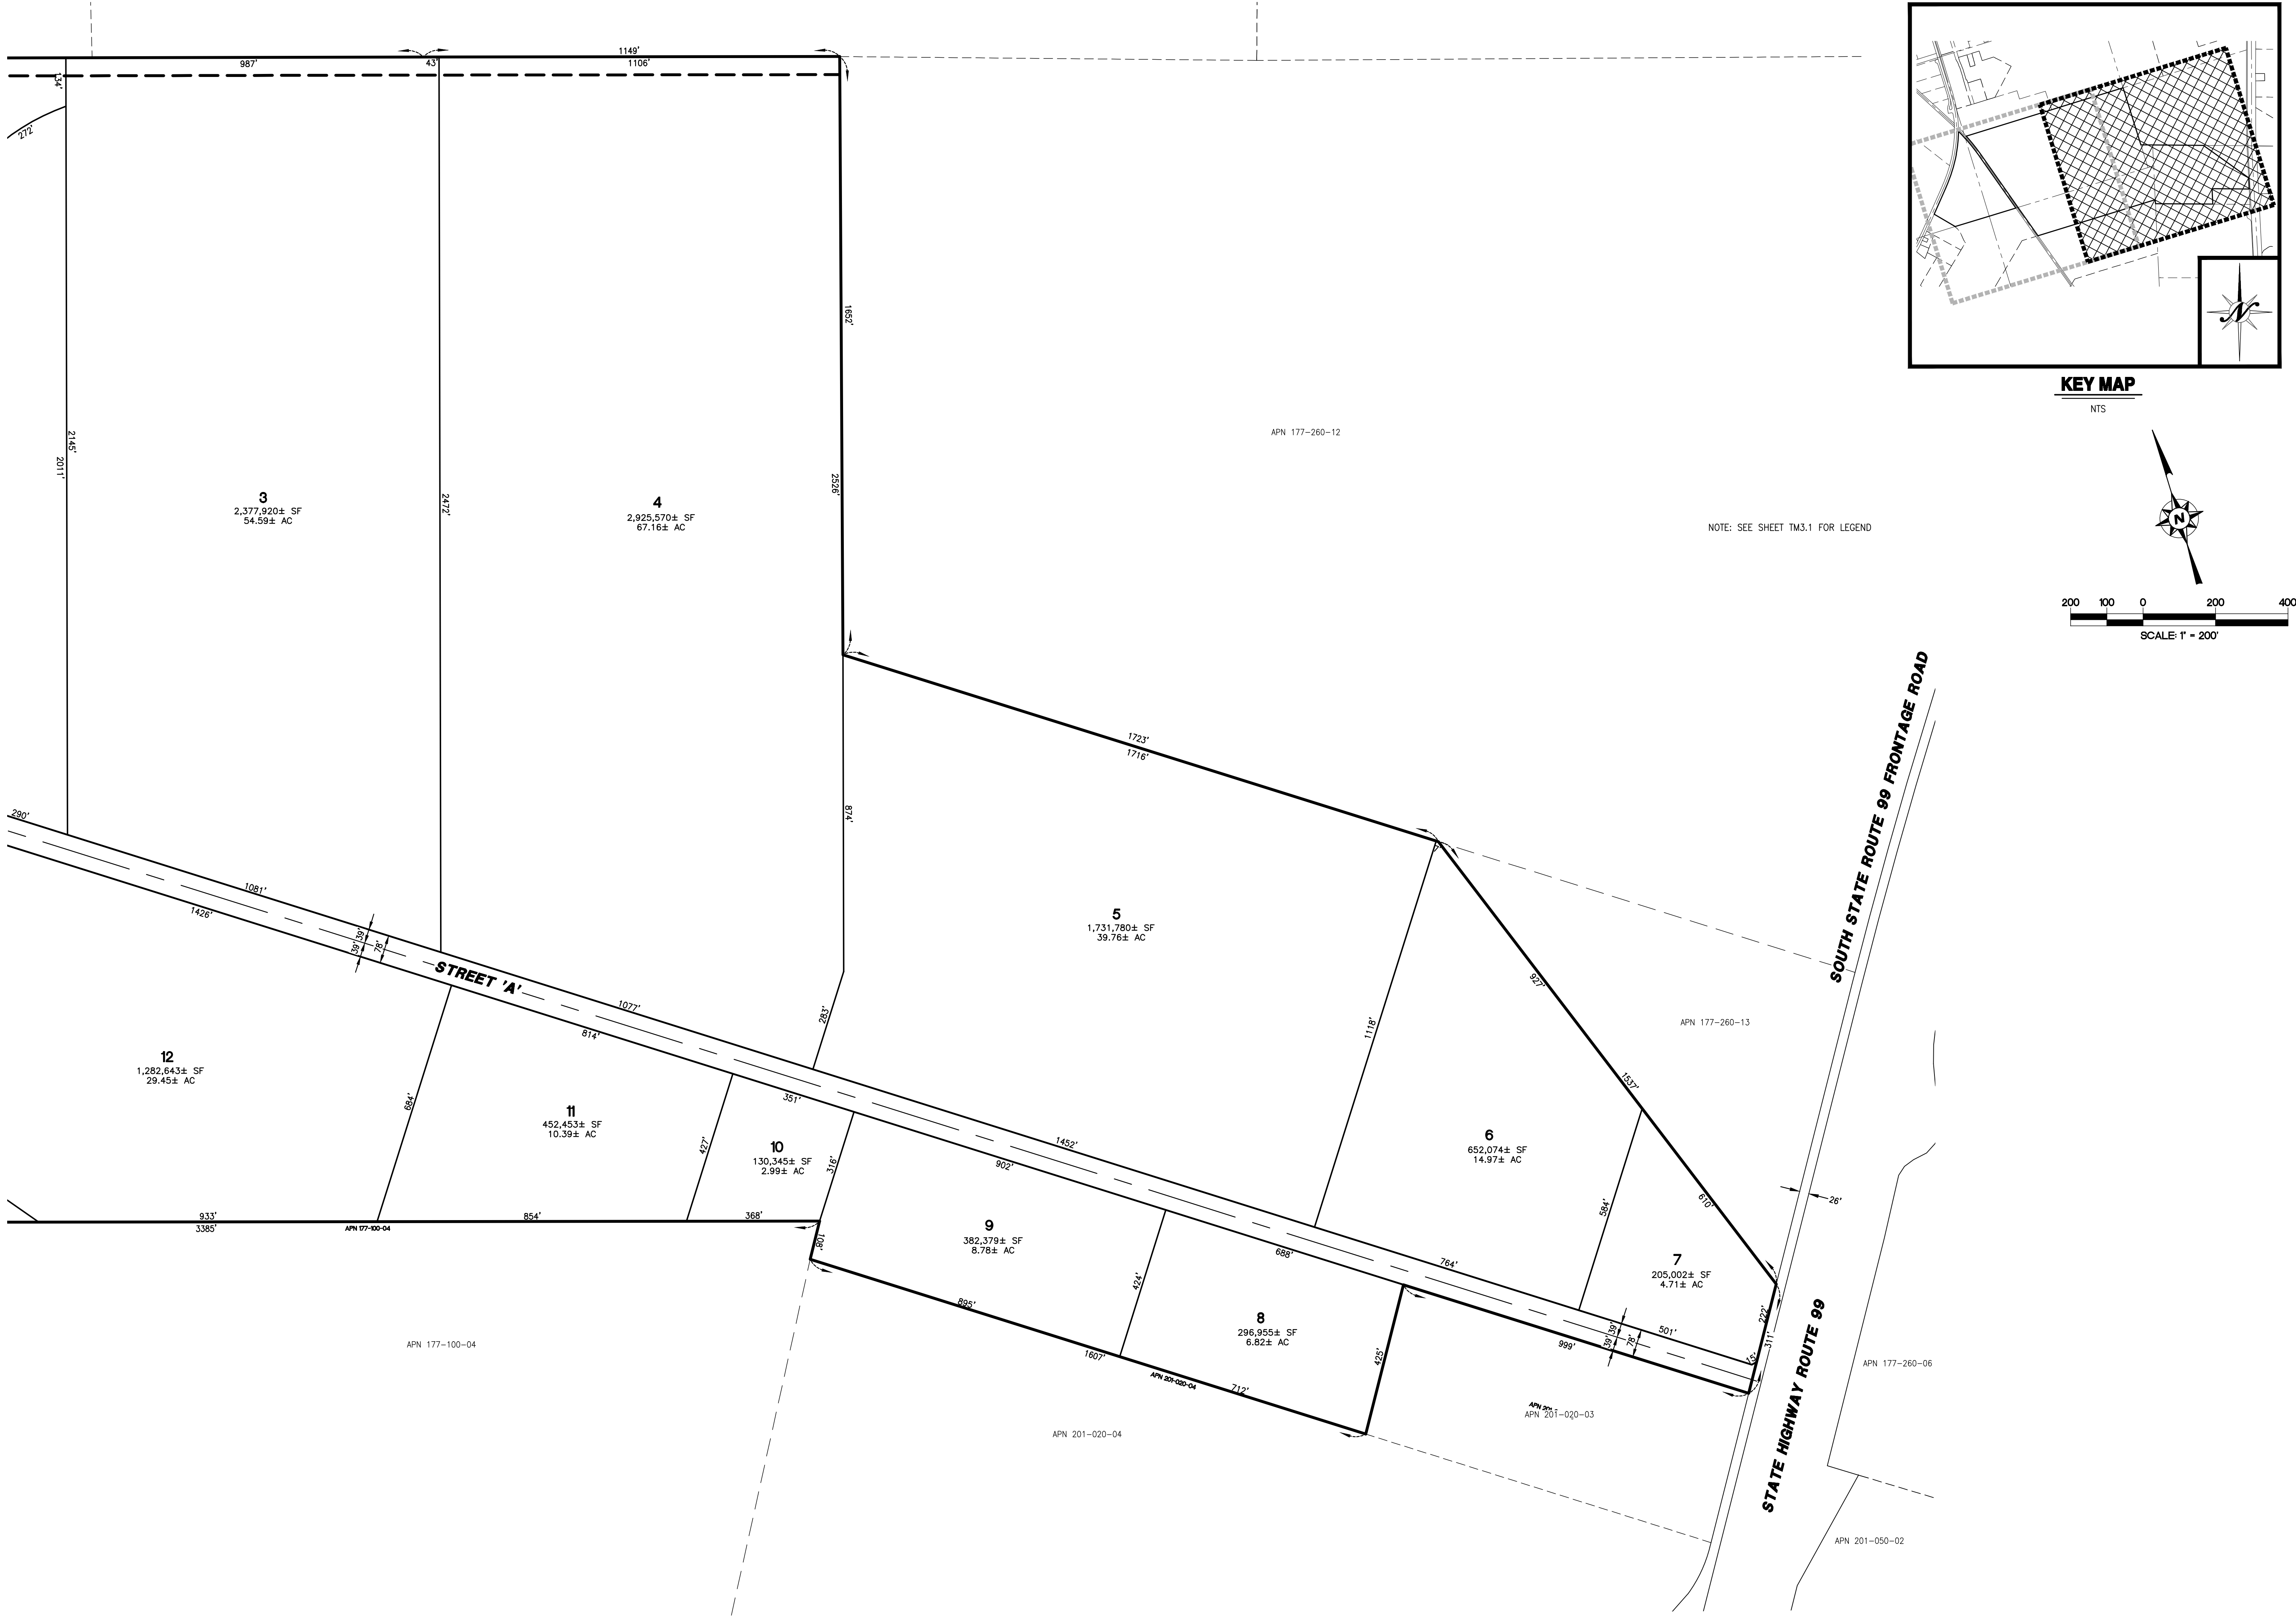 1149'
987'
43'
1106'
134'
272'
2145'
2011'
2472'
1652'
2526'
3
2,377,920± SF
54.59± AC
4
2,925,570± SF
67.16± AC
APN 177-260-12
KEY MAP
NTS
N
N
NOTE: SEE SHEET TM3.1 FOR LEGEND
200 100 0 200 400
SCALE: 1" = 200'
SOUTH STATE ROUTE 99 FRONTAGE ROAD
1723'
1716'
874'
290'
1081'
1426'
39'
39'
78'
STREET 'A'
1077'
814'
283'
5
1,731,780± SF
39.76± AC
1118'
927'
1537'
610'
APN 177-260-13
12
1,282,643± SF
29.45± AC
684'
11
452,453± SF
10.39± AC
427'
351'
10
130,345± SF
2.99± AC
316'
1452'
902'
6
652,074± SF
14.97± AC
584'
26'
933'
3385'
APN 177-100-04
854'
368'
108'
9
382,379± SF
8.78± AC
688'
764'
7
205,002± SF
4.71± AC
222'
311'
895'
424'
8
296,955± SF
6.82± AC
425'
999'
39'
39'
78'
501'
STATE HIGHWAY ROUTE 99
APN 177-100-04
1607'
APN 201-020-04
712'
APN 177-260-06
APN 201-020-03
APN 201-020-04
APN 201-050-02